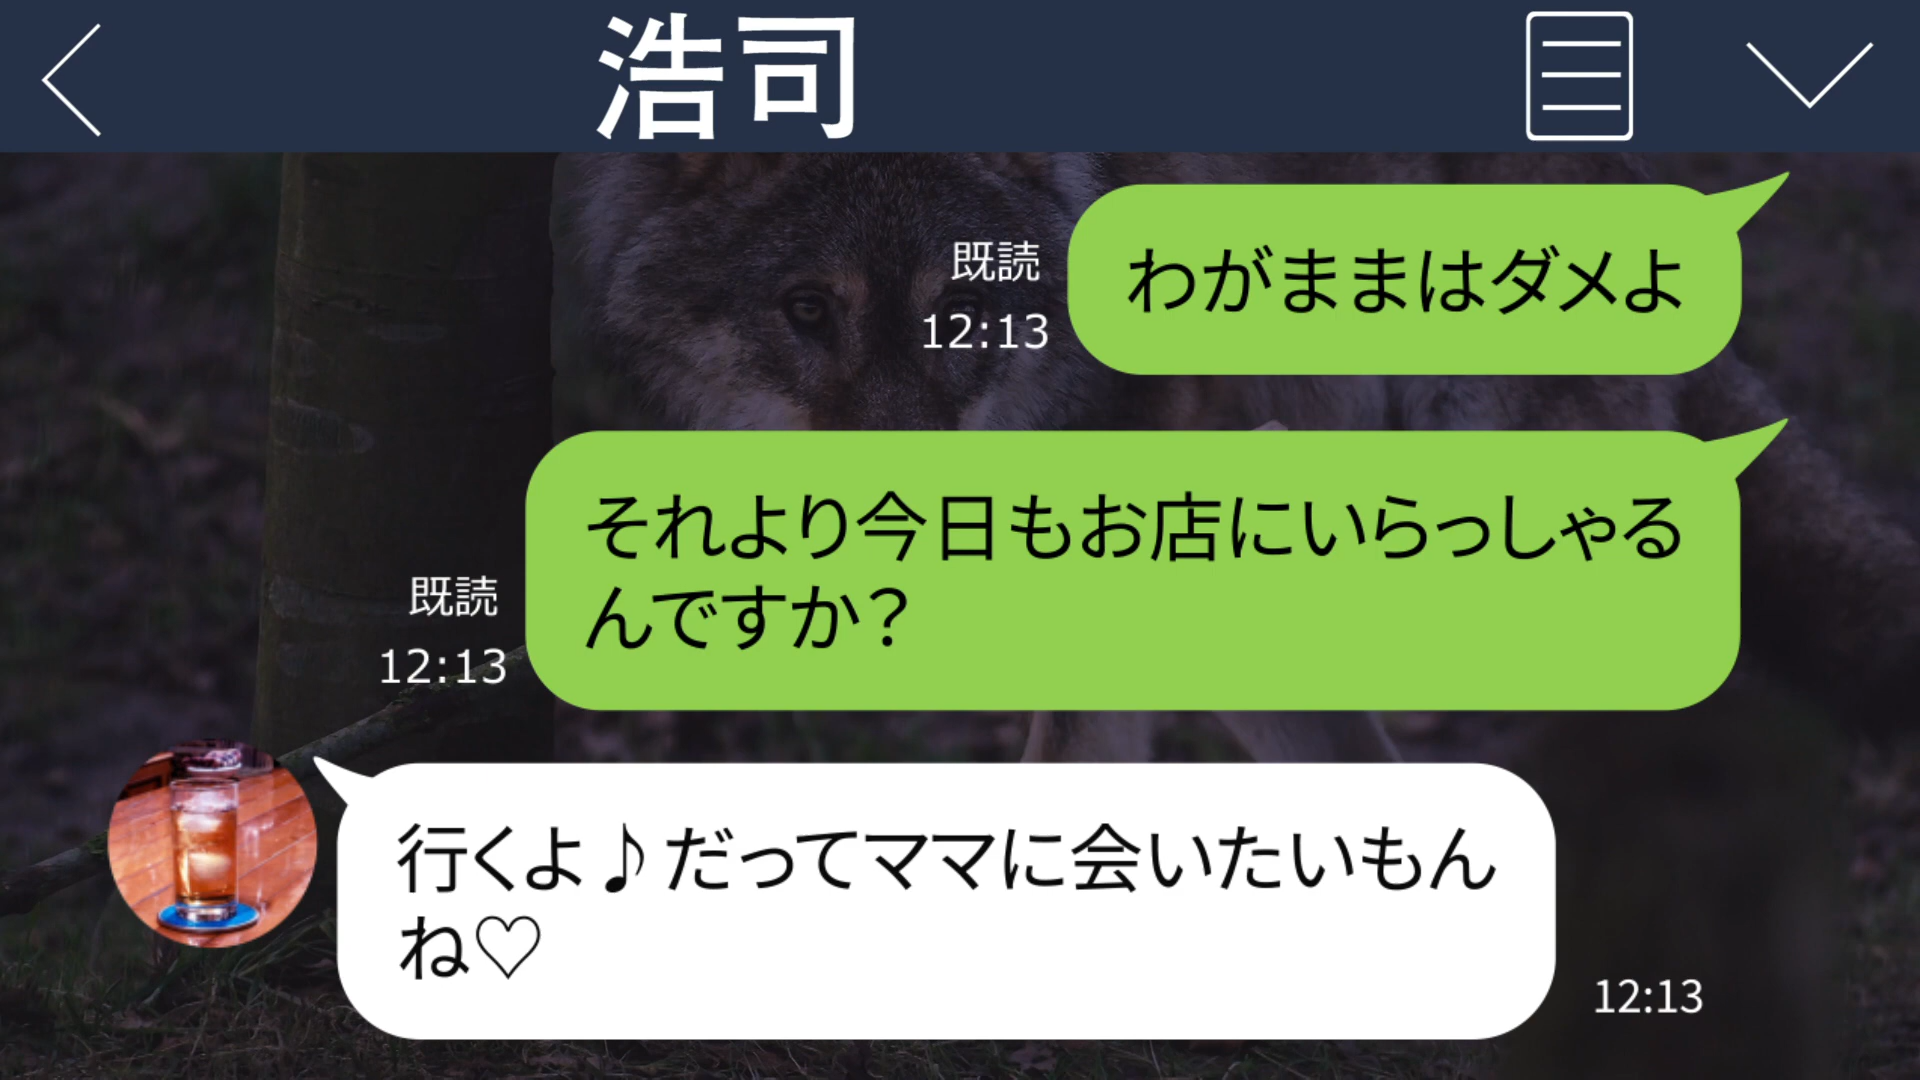 浩司
わがままはダメよ
既読
12:13
それより今日もお店にいらっしゃる
んですか?
既読
12:13
行くよ♪だってママに会いたいもん
ね♡
12:13